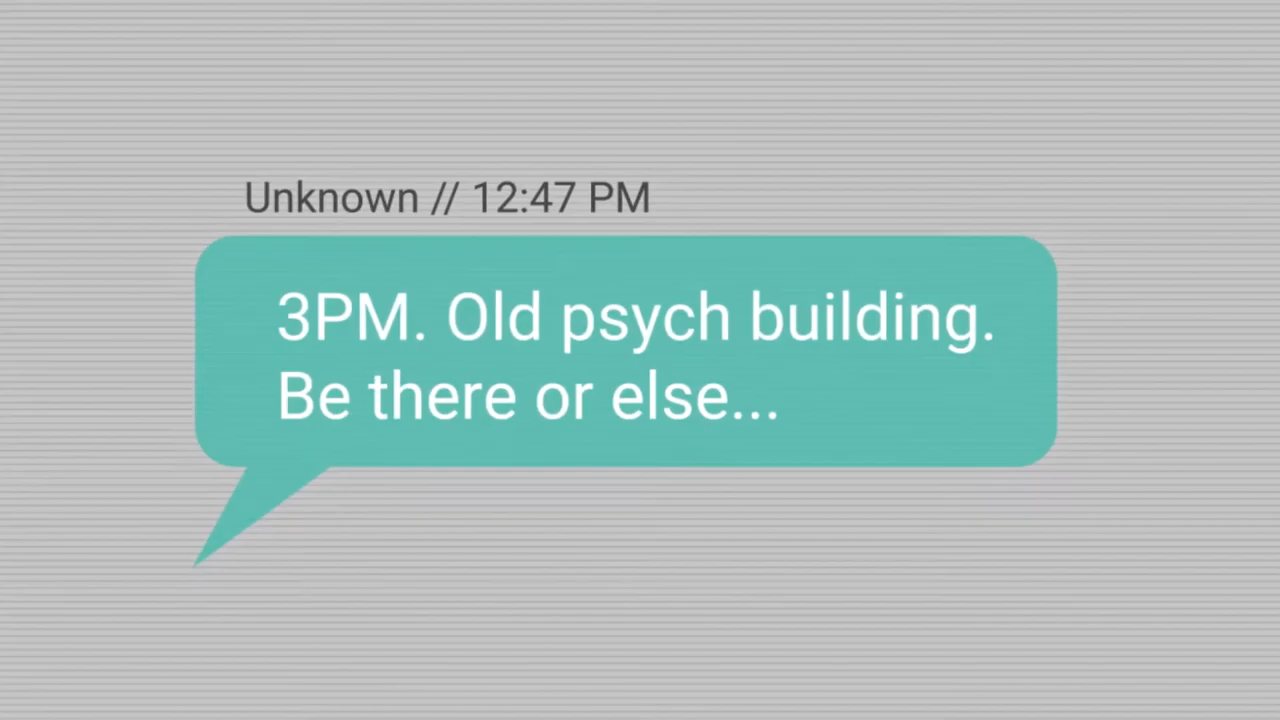 Unknown // 12:47 PM
3PM. Old psych building.
Be there or else...